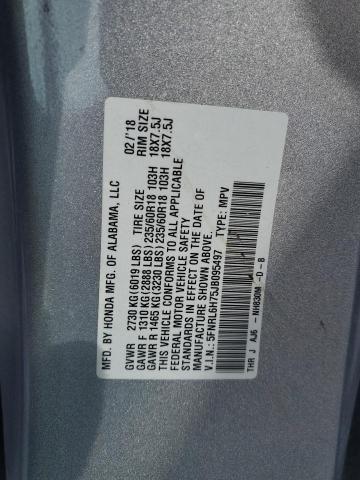 MFG. BY HONDA MFG. OF ALABAMA, LLC 02/'18
GVWR 2730 KG(6019 LBS) TIRE SIZE RIM SIZE
GAWR F 1310 KG(2888 LBS) 235/60R18 103H 18X7.5J
GAWR R 1465 KG(3230 LBS) 235/60R18 103H 18X7.5J
THIS VEHICLE CONFORMS TO ALL APPLICABLE
FEDERAL MOTOR VEHICLE SAFETY
STANDARDS IN EFFECT ON THE DATE OF
MANUFACTURE SHOWN ABOVE.
V.I.N.: 5FNRL6H75JB095497 TYPE: MPV
THR J AJ6 - NH830M -D -B